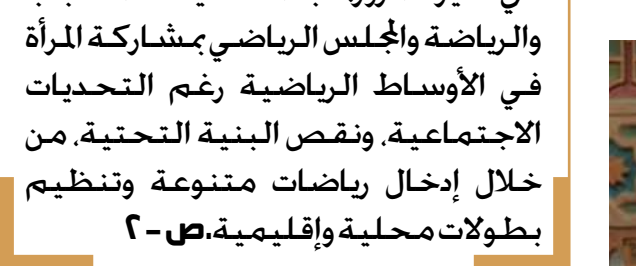 والرياضة والمجلس الرياضي بمشاركة المرأة
في الأوساط الرياضية رغم التحديات
الاجتماعية، ونقص البنية التحتية، من
خلال إدخال رياضات متنوعة وتنظيم
بطولات محلية وإقليمية.ص - ٢